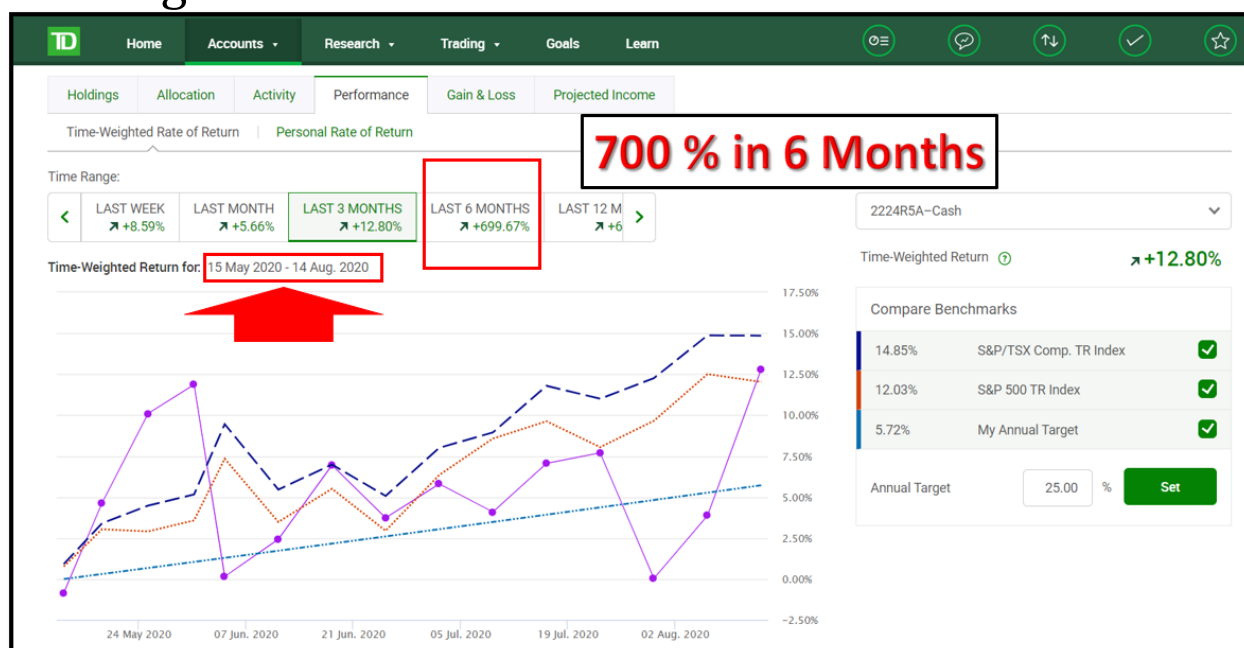 TD Home Accounts Research Trading Goals Learn
Holdings Allocation Activity Performance Gain & Loss Projected Income
Time-Weighted Rate of Return | Personal Rate of Return
700 % in 6 Months
Time Range:
LAST WEEK LAST MONTH LAST 3 MONTHS LAST 6 MONTHS LAST 12 M
+8.59% +5.66% +12.80% +699.67% +6
2224R5A–Cash
Time-Weighted Return for: 15 May 2020 - 14 Aug. 2020
Time-Weighted Return ? +12.80%
17.50%
15.00%
12.50%
10.00%
7.50%
5.00%
2.50%
0.00%
-2.50%
24 May 2020 07 Jun. 2020 21 Jun. 2020 05 Jul. 2020 19 Jul. 2020 02 Aug. 2020
Compare Benchmarks
14.85% S&P/TSX Comp. TR Index
12.03% S&P 500 TR Index
5.72% My Annual Target
Annual Target 25.00 % Set